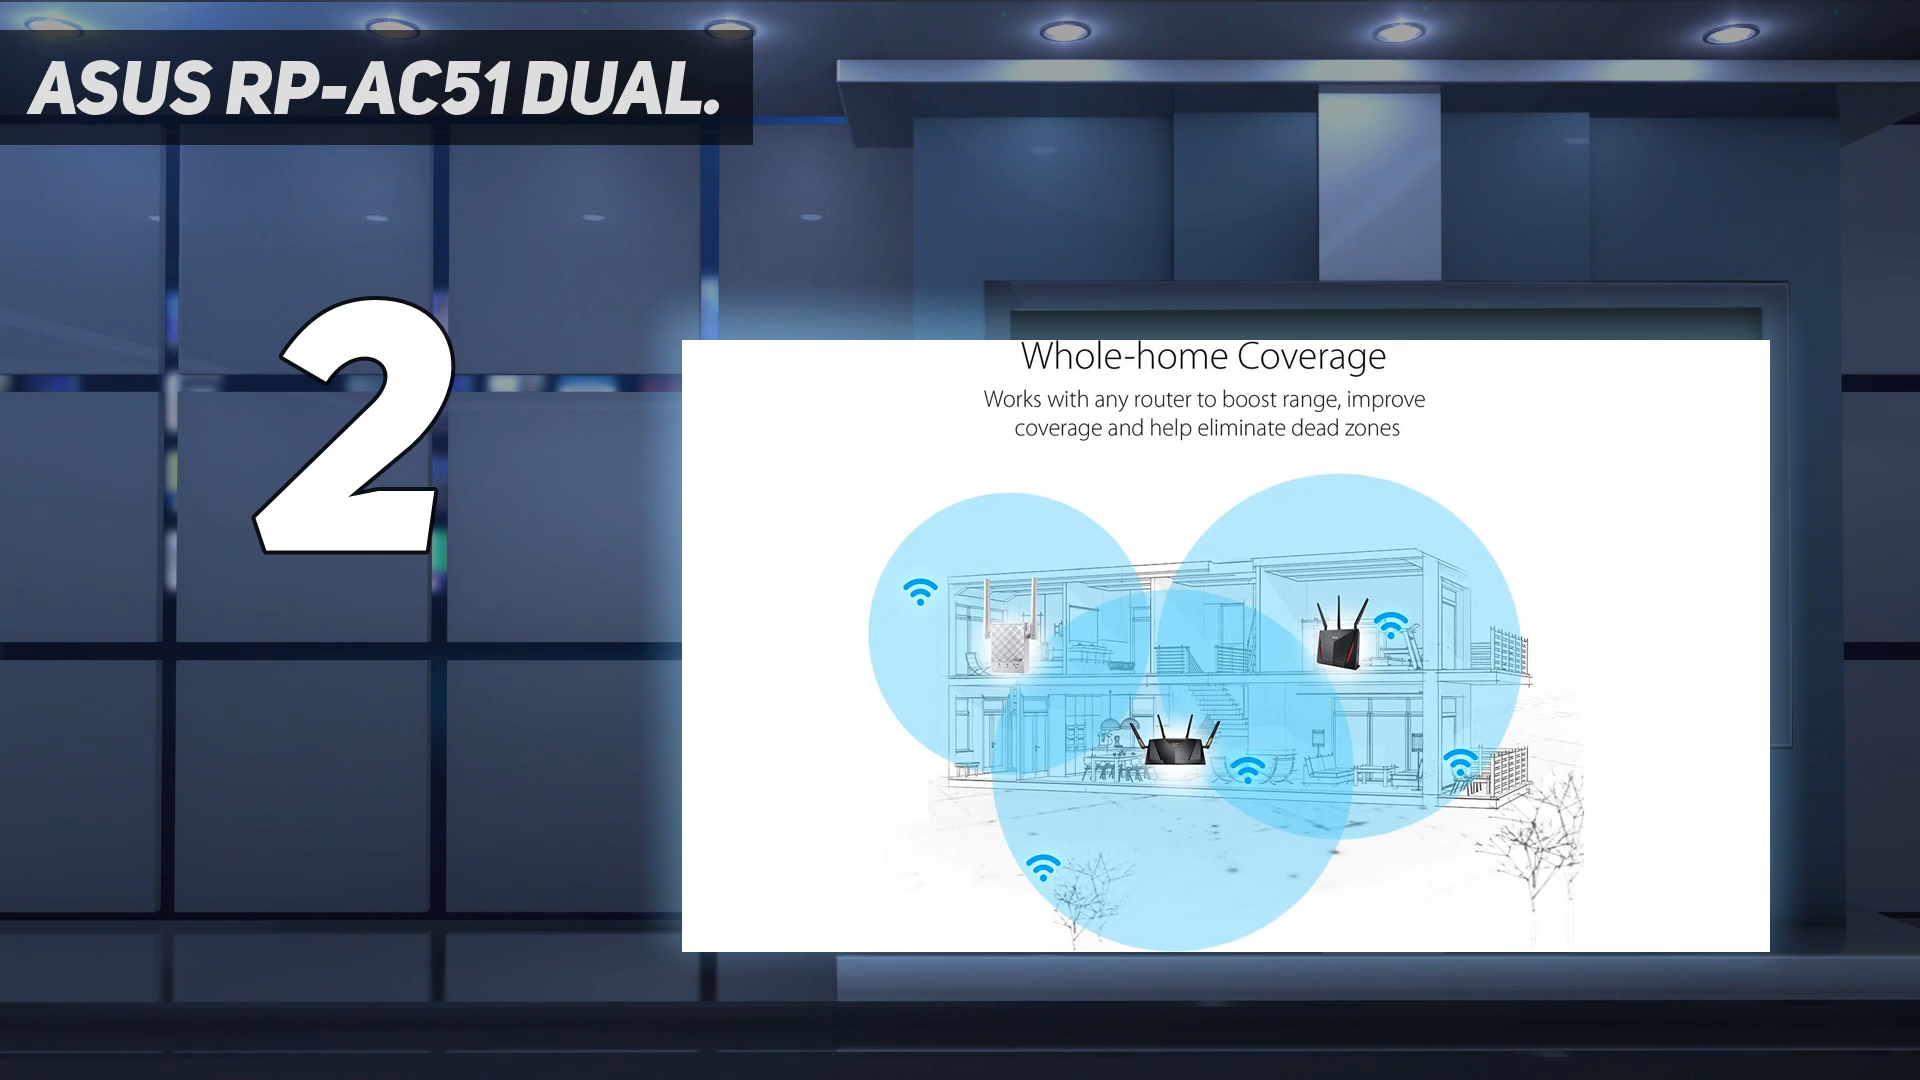 ASUS RP-AC51 DUAL.
2
Whole-home Coverage
Works with any router to boost range, improve
coverage and help eliminate dead zones